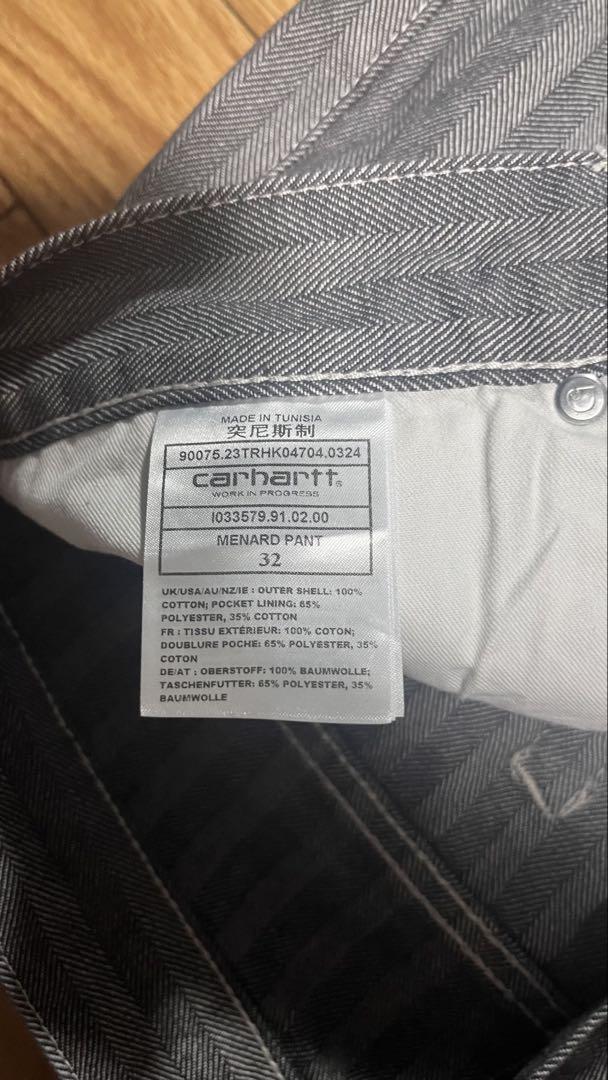 MADE IN TUNISIA
突尼斯制
90075.23TRHK04704.0324
carhartt®
WORK IN PROGRESS
I033579.91.02.00
MENARD PANT
32
UK/USA/AU/NZ/IE : OUTER SHELL: 100%
COTTON; POCKET LINING: 65%
POLYESTER, 35% COTTON
FR : TISSU EXTÉRIEUR: 100% COTON;
DOUBLURE POCHE: 65% POLYESTER, 35%
COTON
DE/AT : OBERSTOFF: 100% BAUMWOLLE;
TASCHENFUTTER: 65% POLYESTER, 35%
BAUMWOLLE